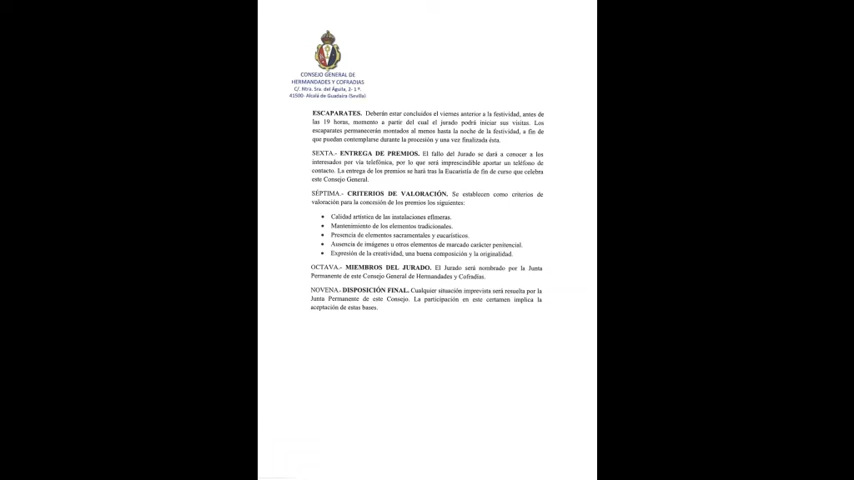 CONSEJO GENERAL DE
HERMANDADES Y COFRADIAS
C/. Ntra. Sra. del Águila, 2- 1 º.
41500- Alcalá de Guadaira (Sevilla)
ESCAPARATES. Deberán estar concluidos el viernes anterior a la festividad, antes de
las 19 horas, momento a partir del cual el jurado podrá iniciar sus visitas. Los
escaparates permanecerán montados al menos hasta la noche de la festividad, a fin de
que puedan contemplarse durante la procesión y una vez finalizada ésta.
SEXTA.- ENTREGA DE PREMIOS. El fallo del Jurado se dará a conocer a los
interesados por vía telefónica, por lo que será imprescindible aportar un teléfono de
contacto. La entrega de los premios se hará tras la Eucaristía de fin de curso que celebra
este Consejo General.
SÉPTIMA.- CRITERIOS DE VALORACIÓN. Se establecen como criterios de
valoración para la concesión de los premios los siguientes:
• Calidad artística de las instalaciones efímeras.
• Mantenimiento de los elementos tradicionales.
• Presencia de elementos sacramentales y eucarísticos.
• Ausencia de imágenes u otros elementos de marcado carácter penitencial.
• Expresión de la creatividad, una buena composición y la originalidad.
OCTAVA.- MIEMBROS DEL JURADO. El Jurado será nombrado por la Junta
Permanente de este Consejo General de Hermandades y Cofradías.
NOVENA.- DISPOSICIÓN FINAL. Cualquier situación imprevista será resuelta por la
Junta Permanente de este Consejo. La participación en este certamen implica la
aceptación de estas bases.